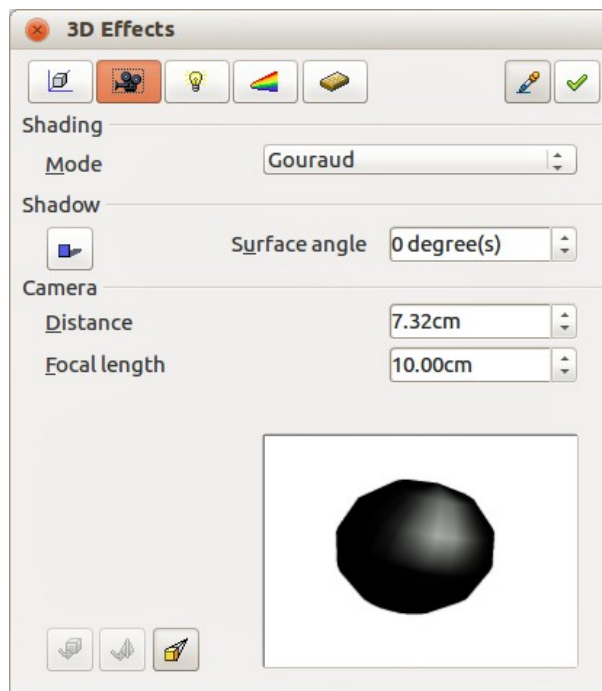 3D Effects
Shading
Mode Gouraud
Shadow
Surface angle 0 degree(s)
Camera
Distance 7.32cm
Focal length 10.00cm